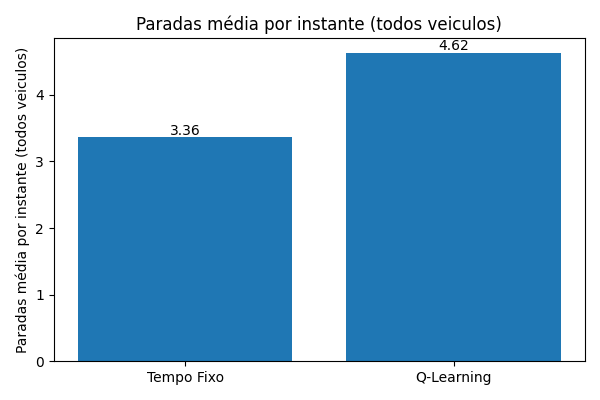 Paradas média por instante (todos veiculos)
Paradas média por instante (todos veiculos)
4.62
3.36
4
3
2
1
0
Tempo Fixo
Q-Learning